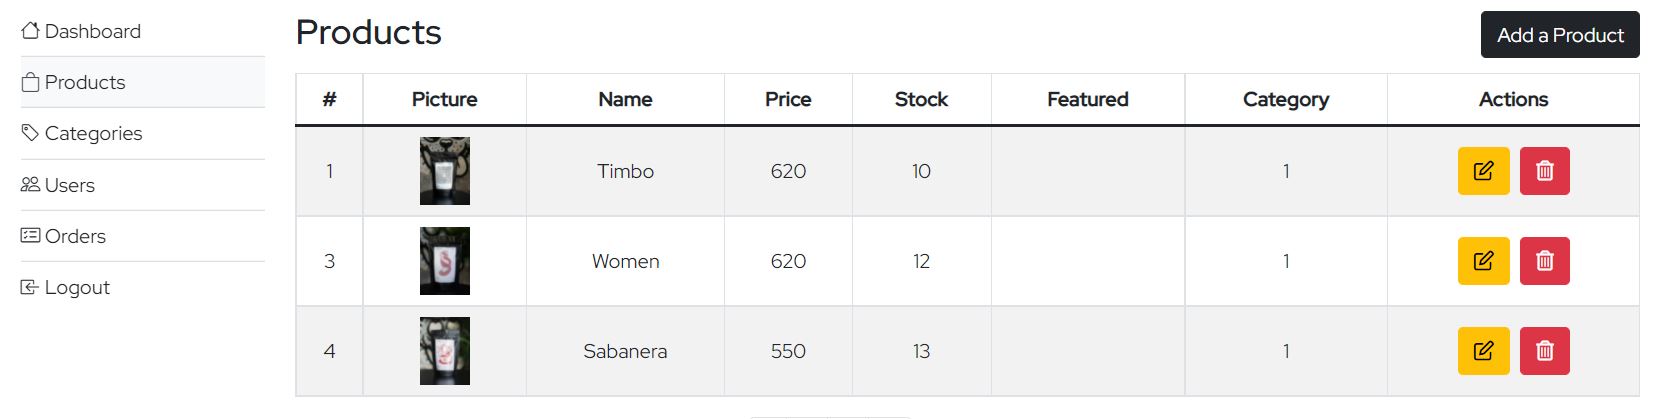 Dashboard
Products
Categories
Users
Orders
Logout
Products
Add a Product
# Picture Name Price Stock Featured Category Actions
1 Timbo 620 10 1
3 Women 620 12 1
4 Sabanera 550 13 1